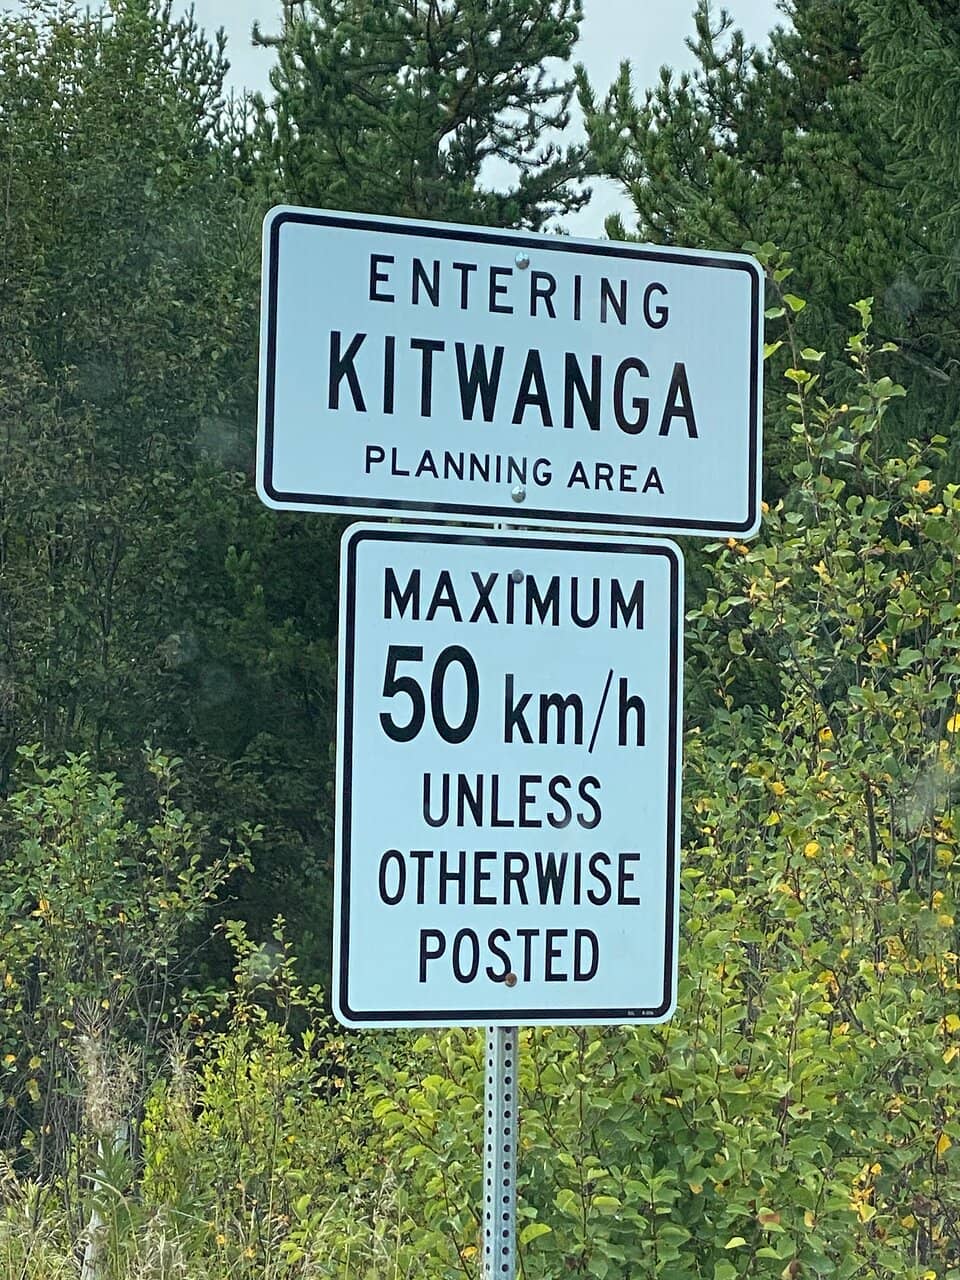 ENTERING
KITWANGA
PLANNING AREA
MAXIMUM
50 km/h
UNLESS
OTHERWISE
POSTED